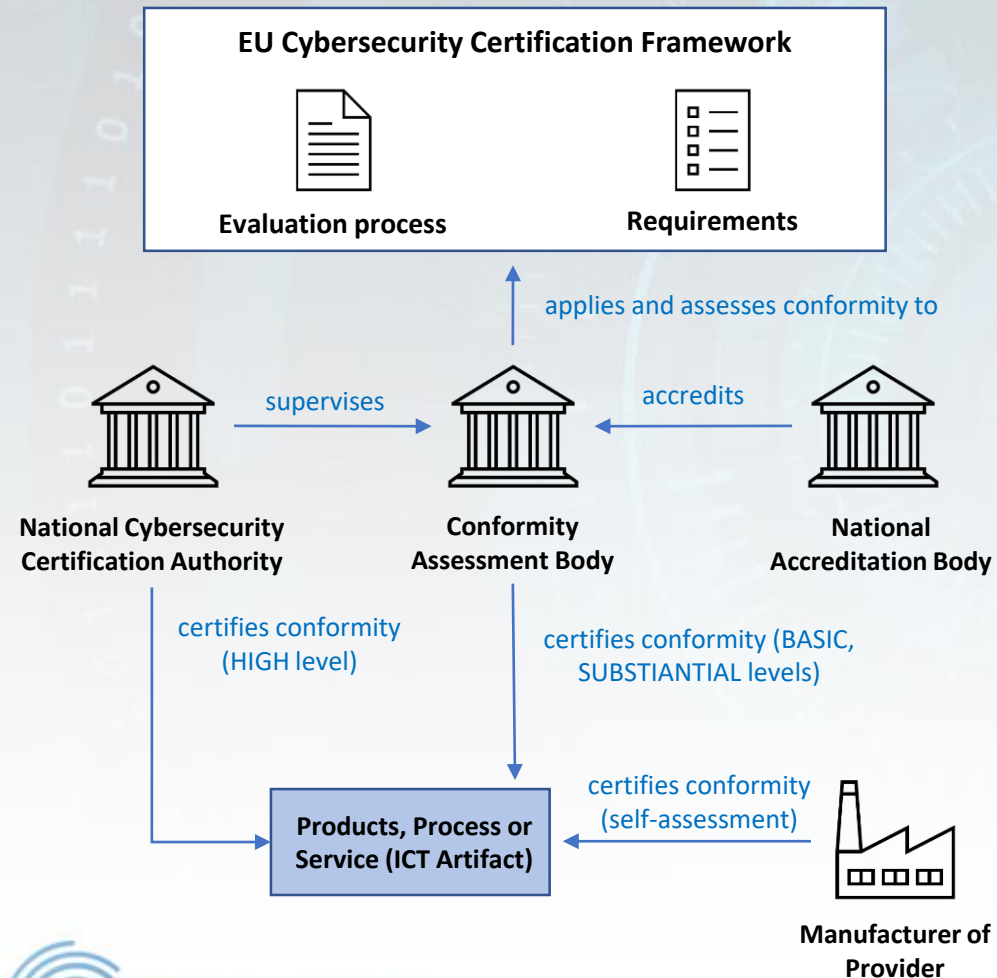 EU Cybersecurity Certification Framework
Evaluation process
Requirements
applies and assesses conformity to
supervises
accredits
National Cybersecurity
Certification Authority
Conformity
Assessment Body
National
Accreditation Body
certifies conformity
(HIGH level)
certifies conformity (BASIC,
SUBSTIANTIAL levels)
certifies conformity
(self-assessment)
Products, Process or
Service (ICT Artifact)
Manufacturer of
Provider